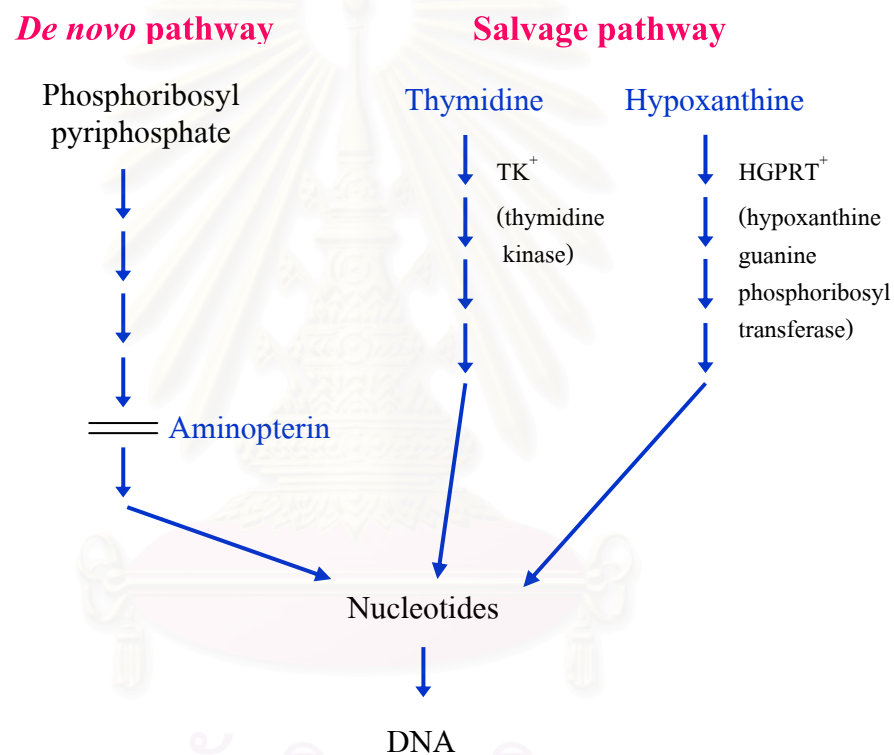 De novo pathway
Salvage pathway
Phosphoribosyl
pyriphosphate
Thymidine
Hypoxanthine
TK+
(thymidine
kinase)
HGPRT+
(hypoxanthine
guanine
phosphoribosyl
transferase)
Aminopterin
Nucleotides
DNA